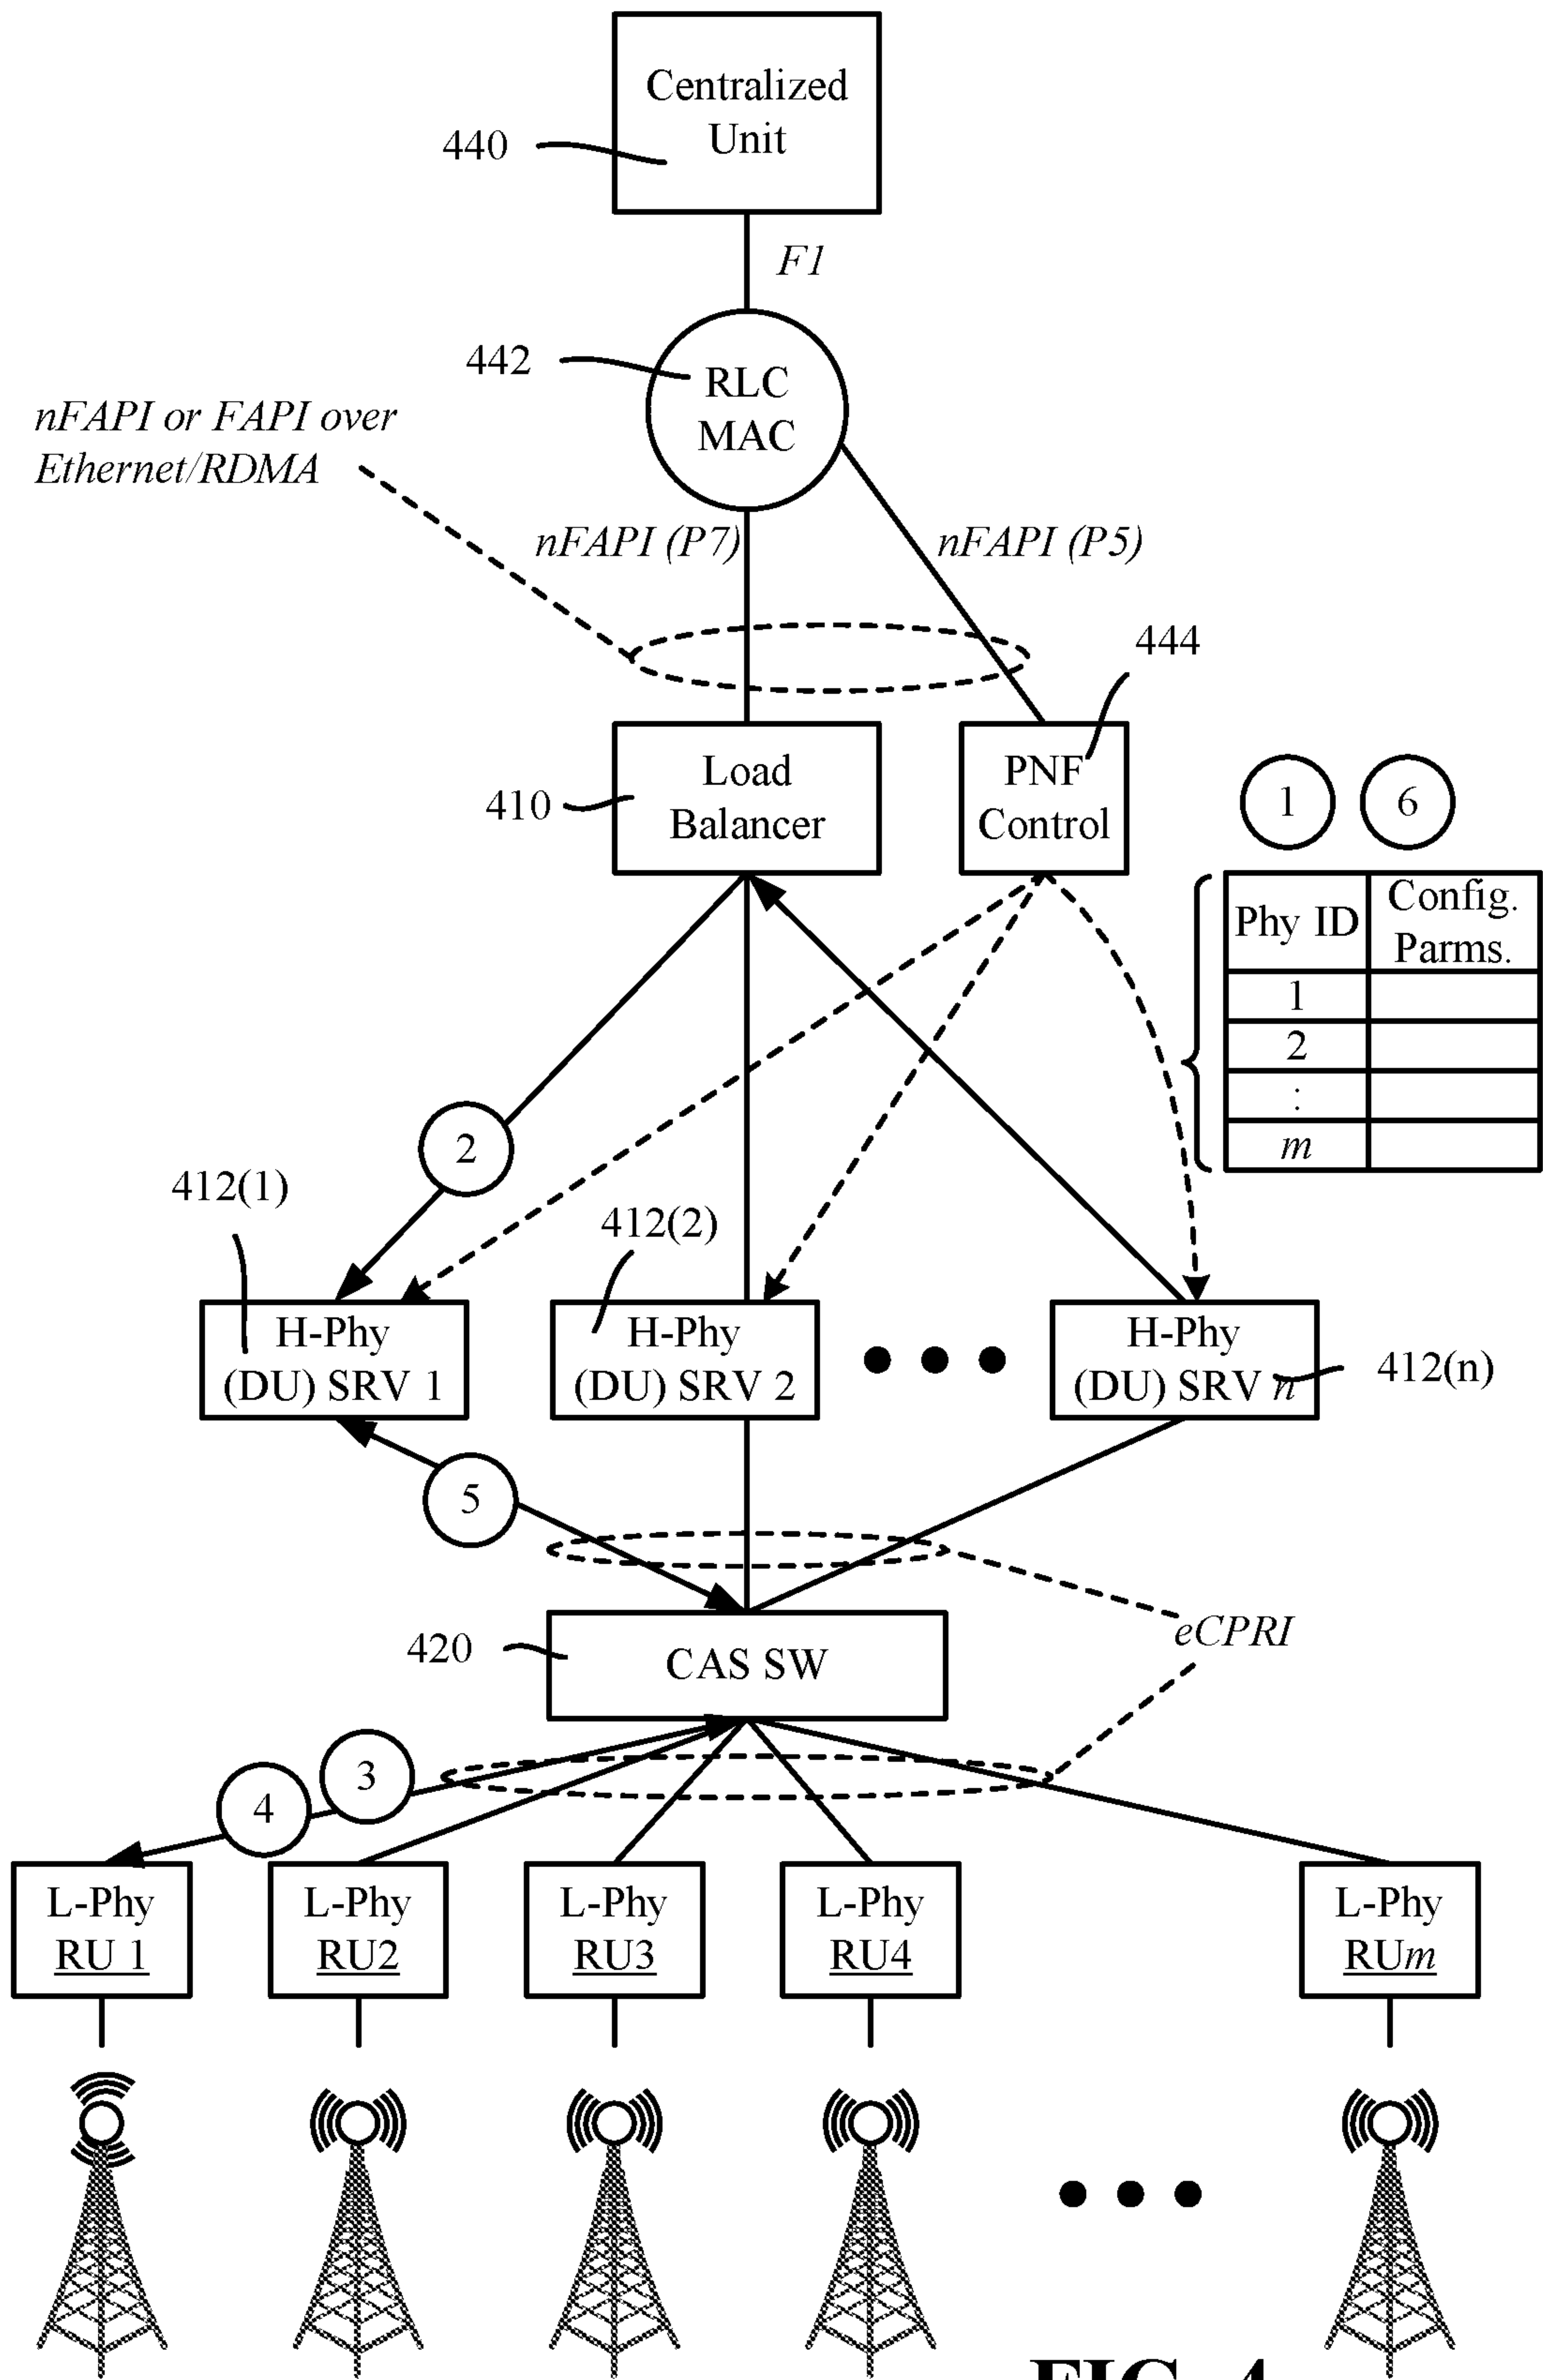 Centralized
Unit
440
F1
442
RLC
MAC
nFAPI or FAPI over
Ethernet/RDMA
nFAPI (P7)
nFAPI (P5)
444
Load
Balancer
410
PNF
Control
1
6
Phy ID
Config.
Parms.
1
2
:
m
2
412(1)
412(2)
H-Phy
(DU) SRV 1
H-Phy
(DU) SRV 2
H-Phy
(DU) SRV n
412(n)
5
eCPRI
420
CAS SW
3
4
L-Phy
RU 1
L-Phy
RU2
L-Phy
RU3
L-Phy
RU4
L-Phy
RUm
FIG. 4